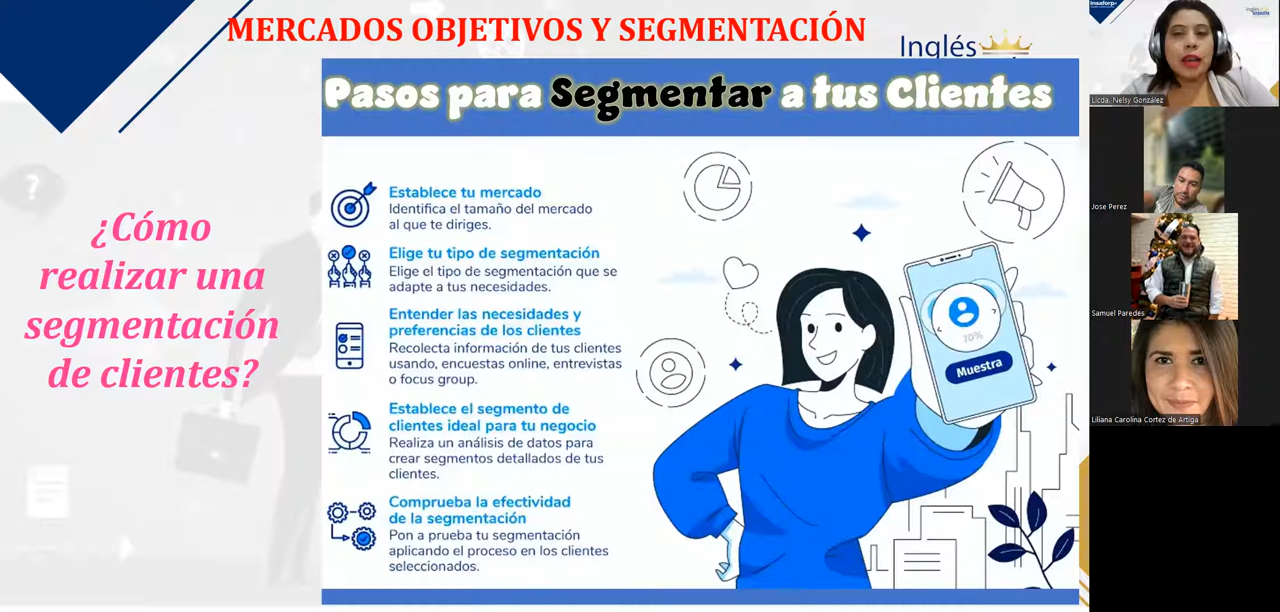 MERCADOS OBJETIVOS Y SEGMENTACIÓN
Inglés
Pasos para Segmentar a tus Clientes
¿Cómo
realizar una
segmentación
de clientes?
Establece tu mercado
Identifica el tamaño del mercado
al que te diriges.
Elige tu tipo de segmentación
Elige el tipo de segmentación que se
adapte a tus necesidades.
Entender las necesidades y
preferencias de los clientes
Recolecta información de tus clientes
usando, encuestas online, entrevistas
o focus group.
Establece el segmento de
clientes ideal para tu negocio
Realiza un análisis de datos para
crear segmentos detallados de tus
clientes.
Comprueba la efectividad
de la segmentación
Pon a prueba tu segmentación
aplicando el proceso en los clientes
seleccionados.
70%
Muestra
Insaforp
Licda. Nelsy González
Jose Perez
Samuel Paredes
Liliana Carolina Cortez de Artiga